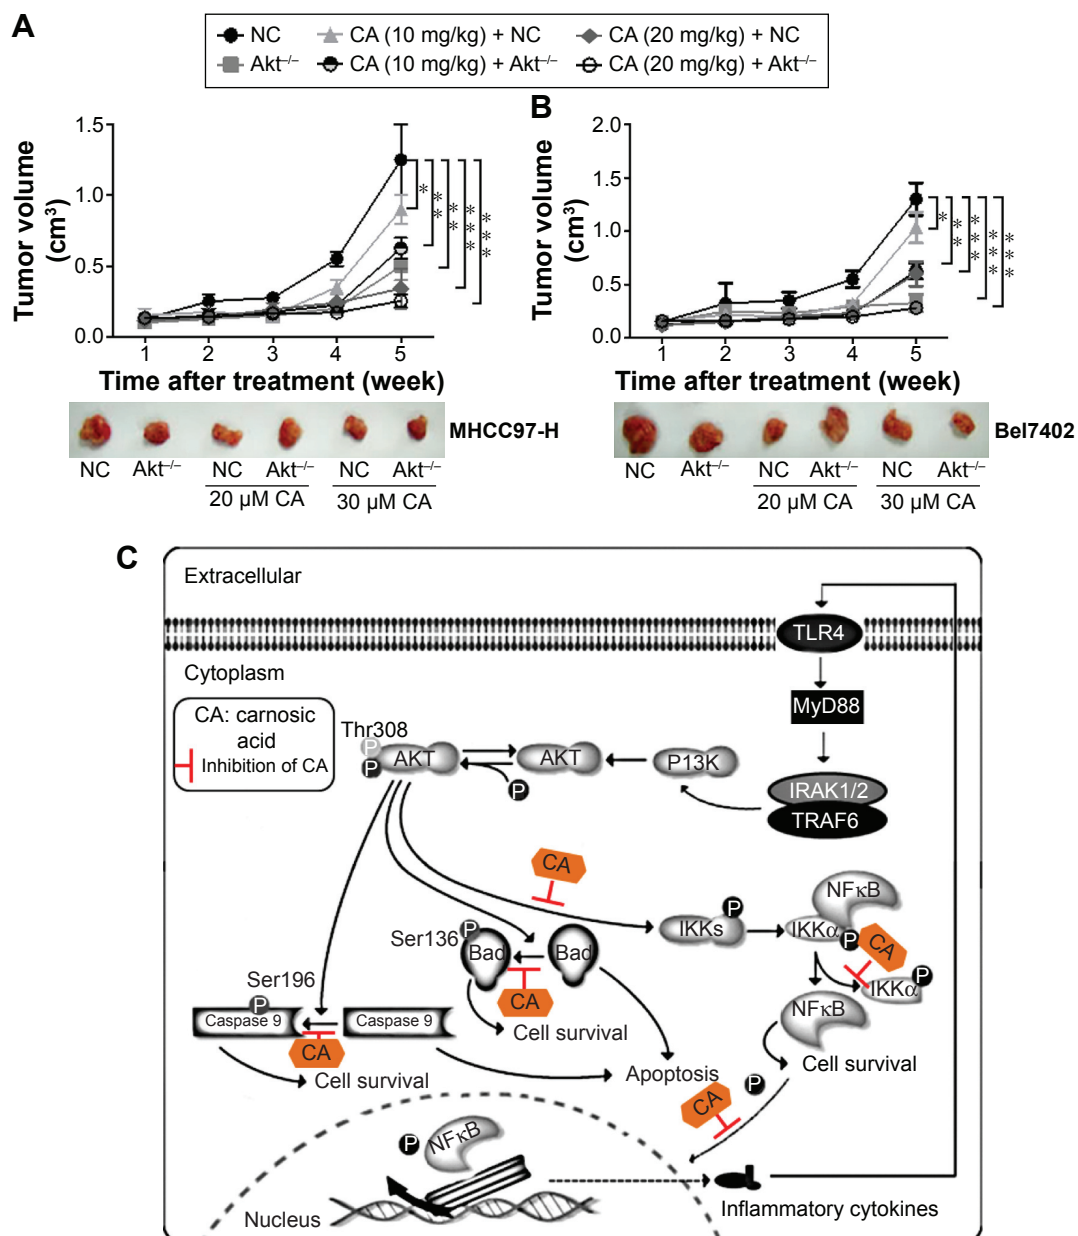 A
NC
CA (10 mg/kg) + NC
CA (20 mg/kg) + NC
Akt–/–
CA (10 mg/kg) + Akt–/–
CA (20 mg/kg) + Akt–/–
Tumor volume
(cm³)
1.5
1.0
0.5
0.0
*
**
**
***
***
1 2 3 4 5
Time after treatment (week)
NC Akt–/– NC Akt–/– NC Akt–/–
20 µM CA 30 µM CA
MHCC97-H
B
Tumor volume
(cm³)
2.0
1.5
1.0
0.5
0.0
*
**
***
***
***
1 2 3 4 5
Time after treatment (week)
NC Akt–/– NC Akt–/– NC Akt–/–
20 µM CA 30 µM CA
Bel7402
C
Extracellular
TLR4
Cytoplasm
MyD88
CA: carnosic
acid
Inhibition of CA
Thr308
P
P
AKT
AKT
P
P13K
IRAK1/2
TRAF6
CA
NFκB
P
IKKs
IKKα
P
CA
P
IKKα
Ser136
P
Bad
Bad
CA
Cell survival
NFκB
Cell survival
Ser196
P
Caspase 9
Caspase 9
CA
Cell survival
Apoptosis
P
CA
P
NFκB
Nucleus
Inflammatory cytokines